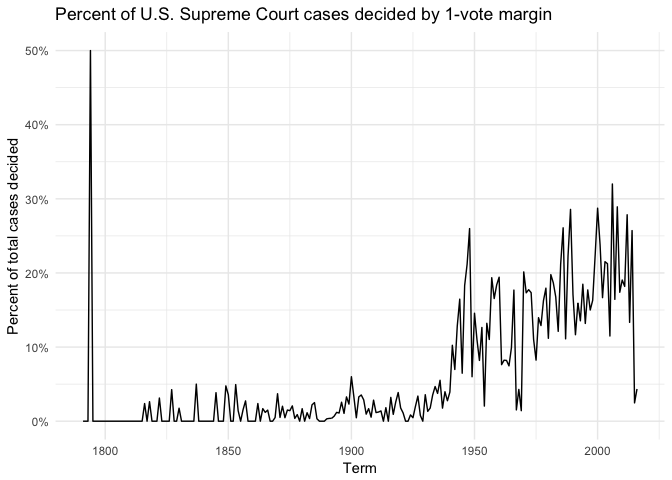 Percent of U.S. Supreme Court cases decided by 1-vote margin
50%
40%
30%
20%
10%
0%
Percent of total cases decided
1800 1850 1900 1950 2000
Term